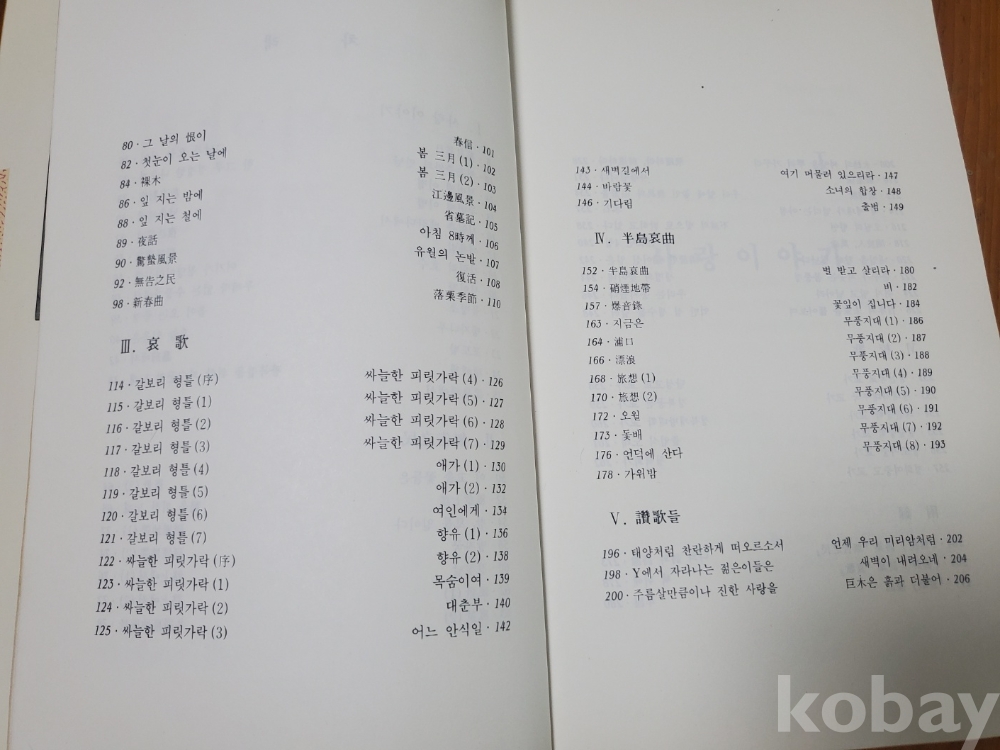 80·그 날의 恨이
82·첫눈이 오는 날에
84·裸木
86·잎 지는 밤에
88·잎 지는 철에
89·夜話
90·驚蟄風景
92·無告之民
98·新春曲
春信·101
봄 三月(1)·102
봄 三月(2)·103
江邊風景·104
省墓記·105
아침 8時께·106
유월의 논밭·107
復活·108
落葉季節·110
Ⅲ. 哀歌
114·갈보리 형틀(序)
115·갈보리 형틀(1)
116·갈보리 형틀(2)
117·갈보리 형틀(3)
118·갈보리 형틀(4)
119·갈보리 형틀(5)
120·갈보리 형틀(6)
121·갈보리 형틀(7)
122·싸늘한 피릿가락(序)
123·싸늘한 피릿가락(1)
124·싸늘한 피릿가락(2)
125·싸늘한 피릿가락(3)
싸늘한 피릿가락(4)·126
싸늘한 피릿가락(5)·127
싸늘한 피릿가락(6)·128
싸늘한 피릿가락(7)·129
애가(1)·130
애가(2)·132
여인에게·134
향유(1)·136
향유(2)·138
목숨이여·139
대춘부·140
어느 안식일·142
143·새벽길에서
144·바람꽃
146·기다림
여기 머물러 있으리라·147
소녀의 합창·148
출범·149
Ⅳ. 半島哀曲
152·半島哀曲
154·硝煙地帶
157·爆音錄
163·지금은
164·浦口
166·漂浪
168·旅想(1)
170·旅想(2)
172·오월
173·돛배
176·언덕에 산다
178·가위밥
벌 받고 살리라·180
비·182
꽃잎이 집니다·184
무풍지대(1)·186
무풍지대(2)·187
무풍지대(3)·188
무풍지대(4)·189
무풍지대(5)·190
무풍지대(6)·191
무풍지대(7)·192
무풍지대(8)·193
Ⅴ. 讚歌들
196·태양처럼 찬란하게 떠오르소서
198·Y에서 자라나는 젊은이들은
200·주름살만큼이나 진한 사랑을
언제 우리 미리암처럼·202
새벽이 내려오네·204
巨木은 흙과 더불어·206
kobay